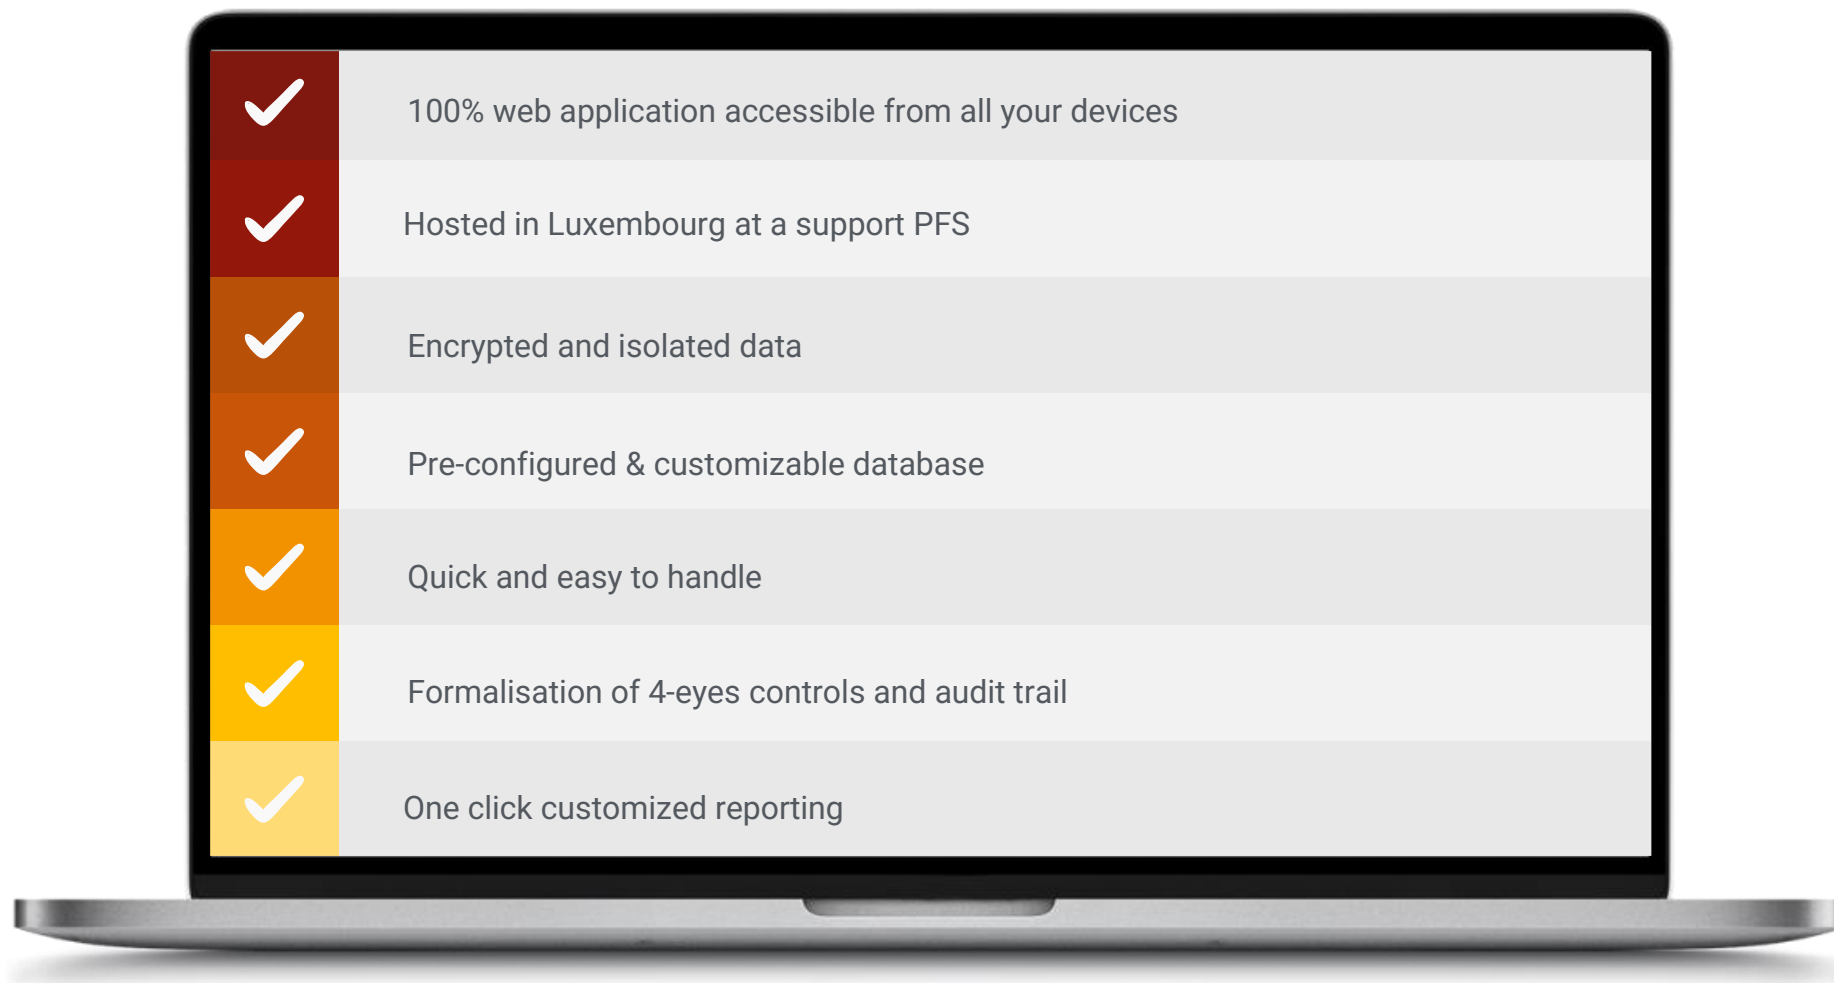 100% web application accessible from all your devices
Hosted in Luxembourg at a support PFS
Encrypted and isolated data
Pre-configured & customizable database
Quick and easy to handle
Formalisation of 4-eyes controls and audit trail
One click customized reporting